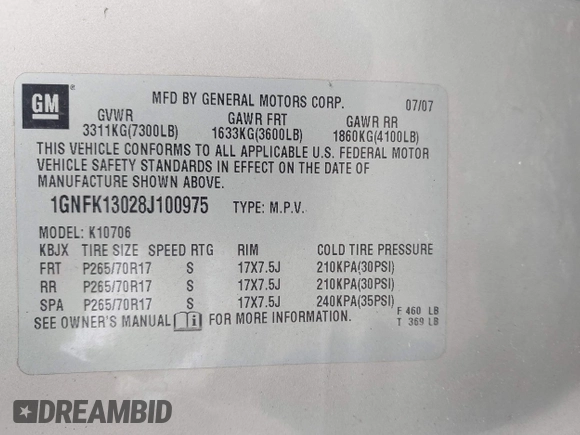 GM
MFD BY GENERAL MOTORS CORP. 07/07
GVWR GAWR FRT GAWR RR
3311KG(7300LB) 1633KG(3600LB) 1860KG(4100LB)
THIS VEHICLE CONFORMS TO ALL APPLICABLE U.S. FEDERAL MOTOR
VEHICLE SAFETY STANDARDS IN EFFECT ON THE DATE OF
MANUFACTURE SHOWN ABOVE.
1GNFK13028J100975 TYPE: M.P.V.
MODEL: K10706
KBJX TIRE SIZE SPEED RTG RIM COLD TIRE PRESSURE
FRT P265/70R17 S 17X7.5J 210KPA(30PSI)
RR P265/70R17 S 17X7.5J 210KPA(30PSI)
SPA P265/70R17 S 17X7.5J 240KPA(35PSI)
F 460 LB
SEE OWNER'S MANUAL i FOR MORE INFORMATION. T 369 LB
DREAMBID